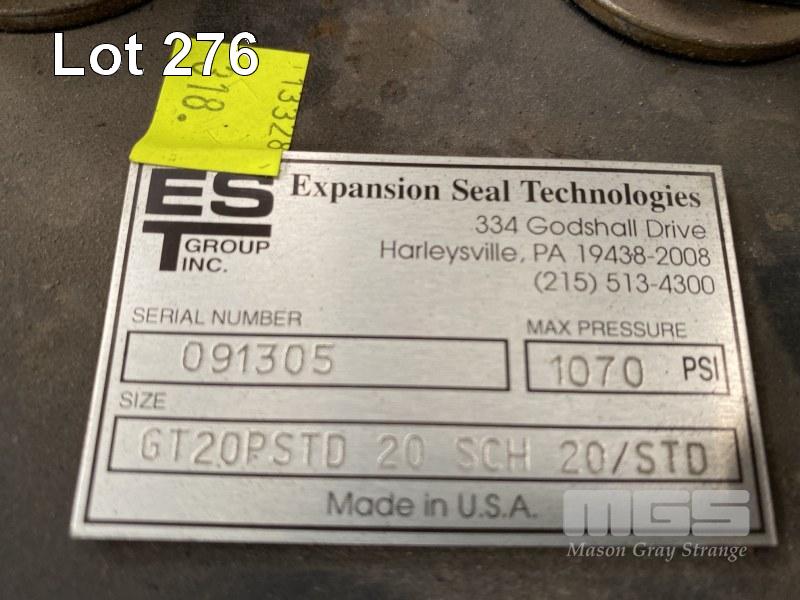 Lot 276
13328
318.
EST GROUP INC.
Expansion Seal Technologies
334 Godshall Drive
Harleysville, PA 19438-2008
(215) 513-4300
SERIAL NUMBER
091305
MAX PRESSURE
1070 PSI
SIZE
GT20PSTD 20 SCH 20/STD
Made in U.S.A.
MGS
Mason Gray Strange